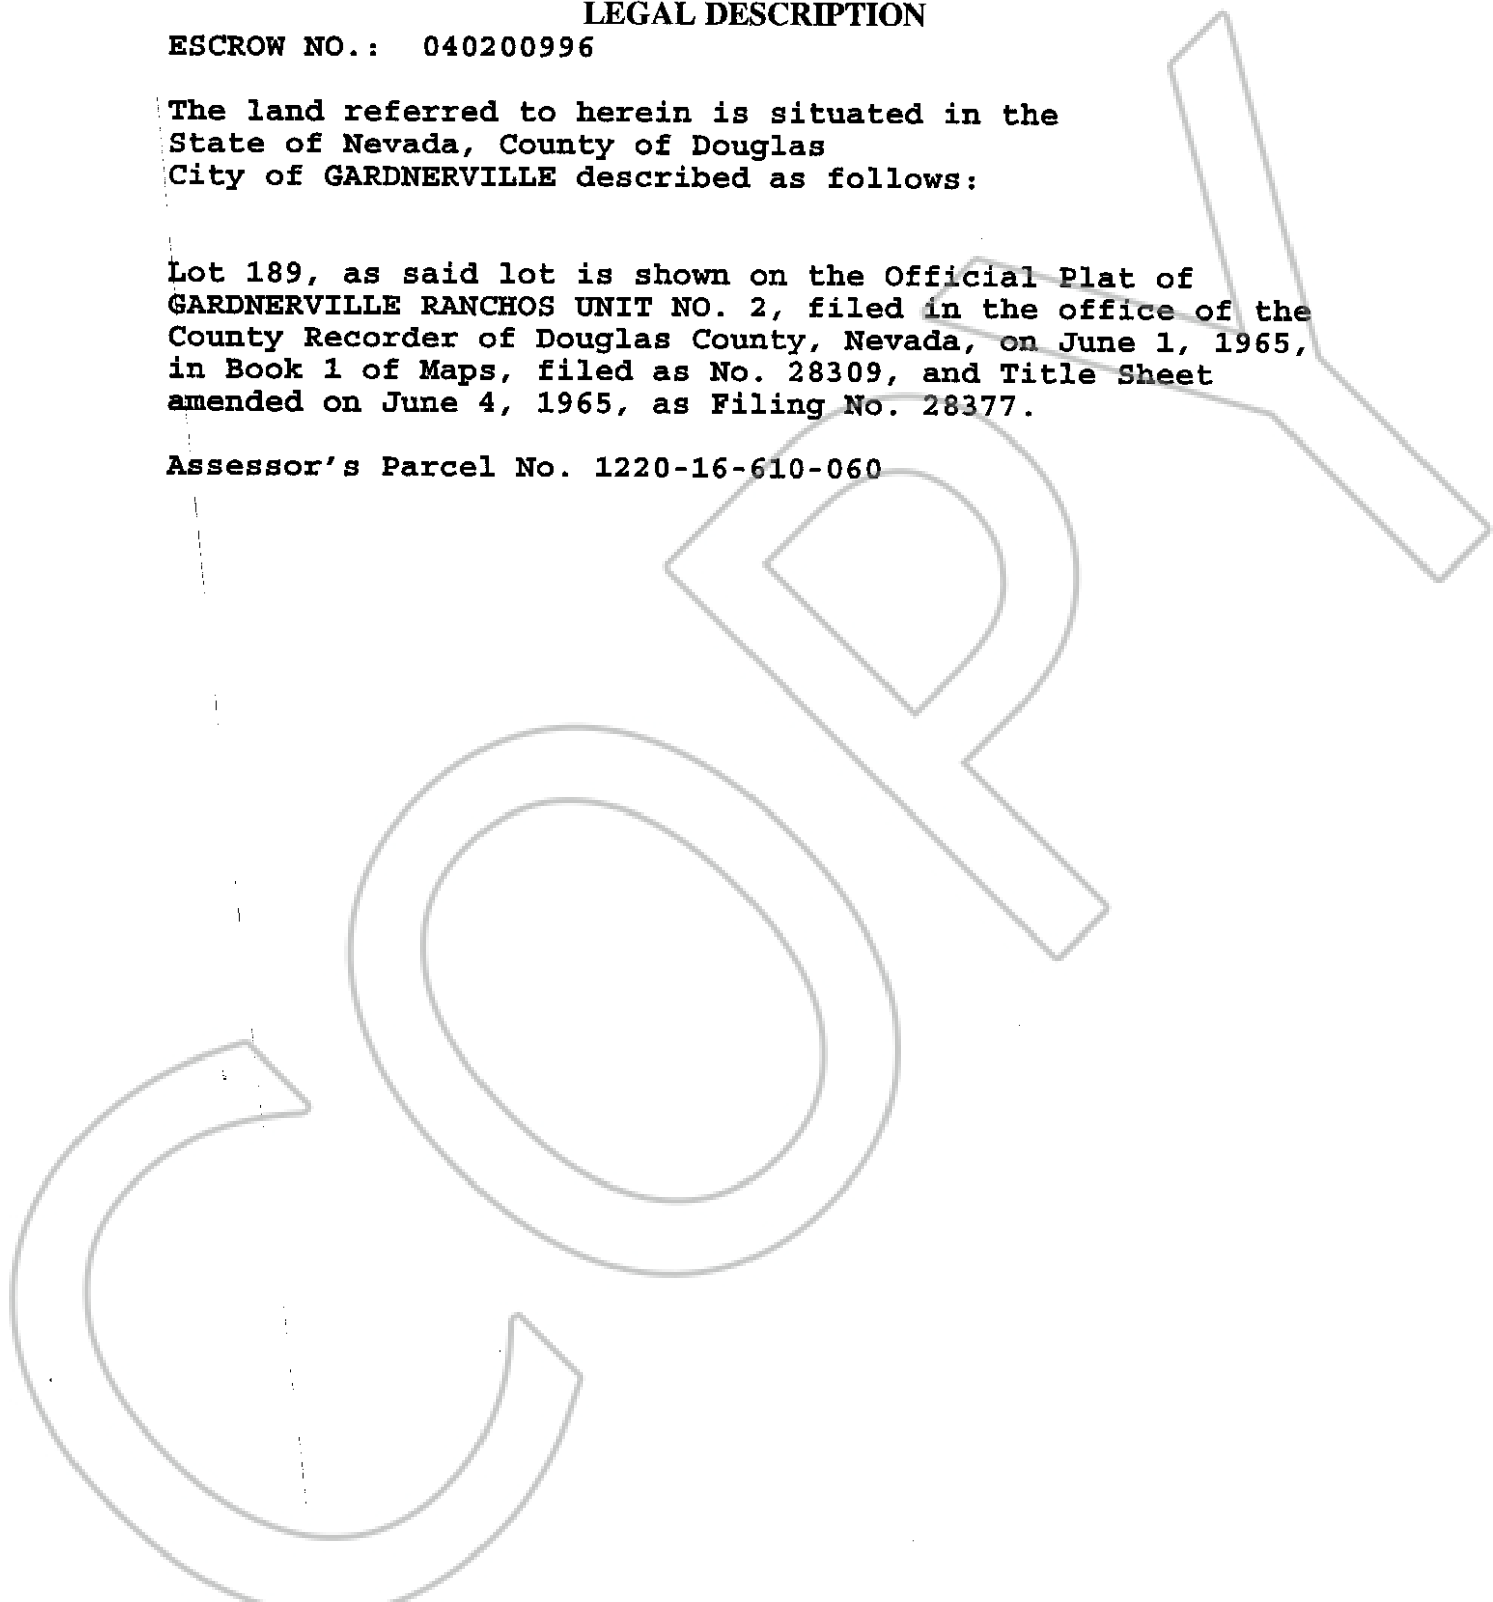 LEGAL DESCRIPTION
ESCROW NO.: 040200996
The land referred to herein is situated in the
State of Nevada, County of Douglas
City of GARDNERVILLE described as follows:
Lot 189, as said lot is shown on the Official Plat of
GARDNERVILLE RANCHOS UNIT NO. 2, filed in the office of the
County Recorder of Douglas County, Nevada, on June 1, 1965,
in Book 1 of Maps, filed as No. 28309, and Title Sheet
amended on June 4, 1965, as Filing No. 28377.
Assessor's Parcel No. 1220-16-610-060
COPY